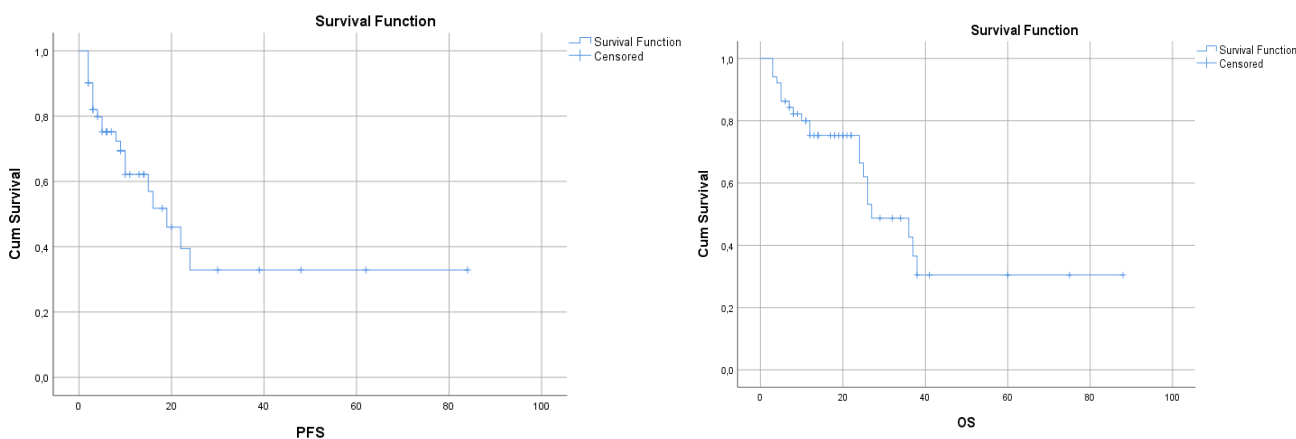 Survival Function
Survival Function
Censored
1,0
0,8
0,6
0,4
0,2
0,0
Cum Survival
0 20 40 60 80 100
PFS
Survival Function
Survival Function
Censored
1,0
0,8
0,6
0,4
0,2
0,0
Cum Survival
0 20 40 60 80 100
OS